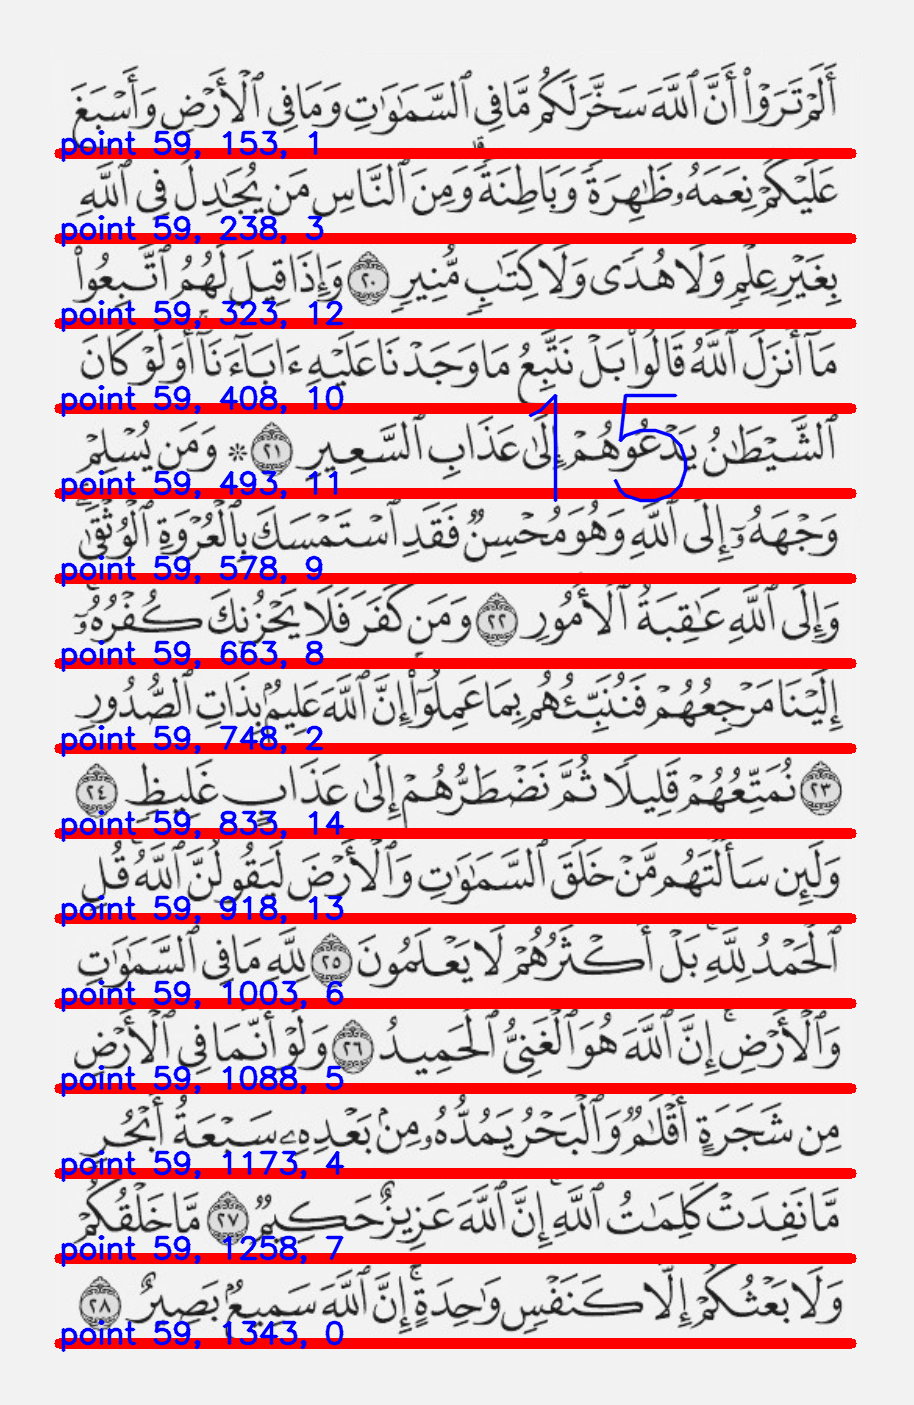 أَلَمْ تَرَوْا۟ أَنَّ ٱللَّهَ سَخَّرَ لَكُم مَّا فِى ٱلسَّمَـٰوَٰتِ وَمَا فِى ٱلْأَرْضِ وَأَسْبَغَ
point 59, 153, 1
عَلَيْكُمْ نِعَمَهُۥ ظَـٰهِرَةً وَبَاطِنَةً ۗ وَمِنَ ٱلنَّاسِ مَن يُجَـٰدِلُ فِى ٱللَّهِ
point 59, 238, 3
بِغَيْرِ عِلْمٍ وَلَا هُدًى وَلَا كِتَـٰبٍ مُّنِيرٍ ٢٠ وَإِذَا قِيلَ لَهُمُ ٱتَّبِعُوا۟
point 59, 323, 12
مَآ أَنزَلَ ٱللَّهُ قَالُوا۟ بَلْ نَتَّبِعُ مَا وَجَدْنَا عَلَيْهِ ءَابَآءَنَآ ۚ أَوَلَوْ كَانَ
point 59, 408, 10
15
ٱلشَّيْطَـٰنُ يَدْعُوهُمْ إِلَىٰ عَذَابِ ٱلسَّعِيرِ ٢١ * وَمَن يُسْلِمْ
point 59, 493, 11
وَجْهَهُۥٓ إِلَى ٱللَّهِ وَهُوَ مُحْسِنٌ فَقَدِ ٱسْتَمْسَكَ بِٱلْعُرْوَةِ ٱلْوُثْقَىٰ ۗ
point 59, 578, 9
وَإِلَى ٱللَّهِ عَـٰقِبَةُ ٱلْأُمُورِ ٢٢ وَمَن كَفَرَ فَلَا يَحْزُنكَ كُفْرُهُۥٓ ۚ
point 59, 663, 8
إِلَيْنَا مَرْجِعُهُمْ فَنُنَبِّئُهُم بِمَا عَمِلُوٓا۟ ۚ إِنَّ ٱللَّهَ عَلِيمٌۢ بِذَاتِ ٱلصُّدُورِ
point 59, 748, 2
٢٣ نُمَتِّعُهُمْ قَلِيلًا ثُمَّ نَضْطَرُّهُمْ إِلَىٰ عَذَابٍ غَلِيظٍ ٢٤
point 59, 833, 14
وَلَئِن سَأَلْتَهُم مَّنْ خَلَقَ ٱلسَّمَـٰوَٰتِ وَٱلْأَرْضَ لَيَقُولُنَّ ٱللَّهُ ۚ قُلِ
point 59, 918, 13
ٱلْحَمْدُ لِلَّهِ ۚ بَلْ أَكْثَرُهُمْ لَا يَعْلَمُونَ ٢٥ لِلَّهِ مَا فِى ٱلسَّمَـٰوَٰتِ
point 59, 1003, 6
وَٱلْأَرْضِ ۚ إِنَّ ٱللَّهَ هُوَ ٱلْغَنِىُّ ٱلْحَمِيدُ ٢٦ وَلَوْ أَنَّمَا فِى ٱلْأَرْضِ
point 59, 1088, 5
مِن شَجَرَةٍ أَقْلَـٰمٌ وَٱلْبَحْرُ يَمُدُّهُۥ مِنۢ بَعْدِهِۦ سَبْعَةُ أَبْحُرٍ
point 59, 1173, 4
مَّا نَفِدَتْ كَلِمَـٰتُ ٱللَّهِ ۗ إِنَّ ٱللَّهَ عَزِيزٌ حَكِيمٌ ٢٧ مَّا خَلْقُكُمْ
point 59, 1258, 7
وَلَا بَعْثُكُمْ إِلَّا كَنَفْسٍ وَٰحِدَةٍ ۗ إِنَّ ٱللَّهَ سَمِيعٌۢ بَصِيرٌ ٢٨
point 59, 1343, 0